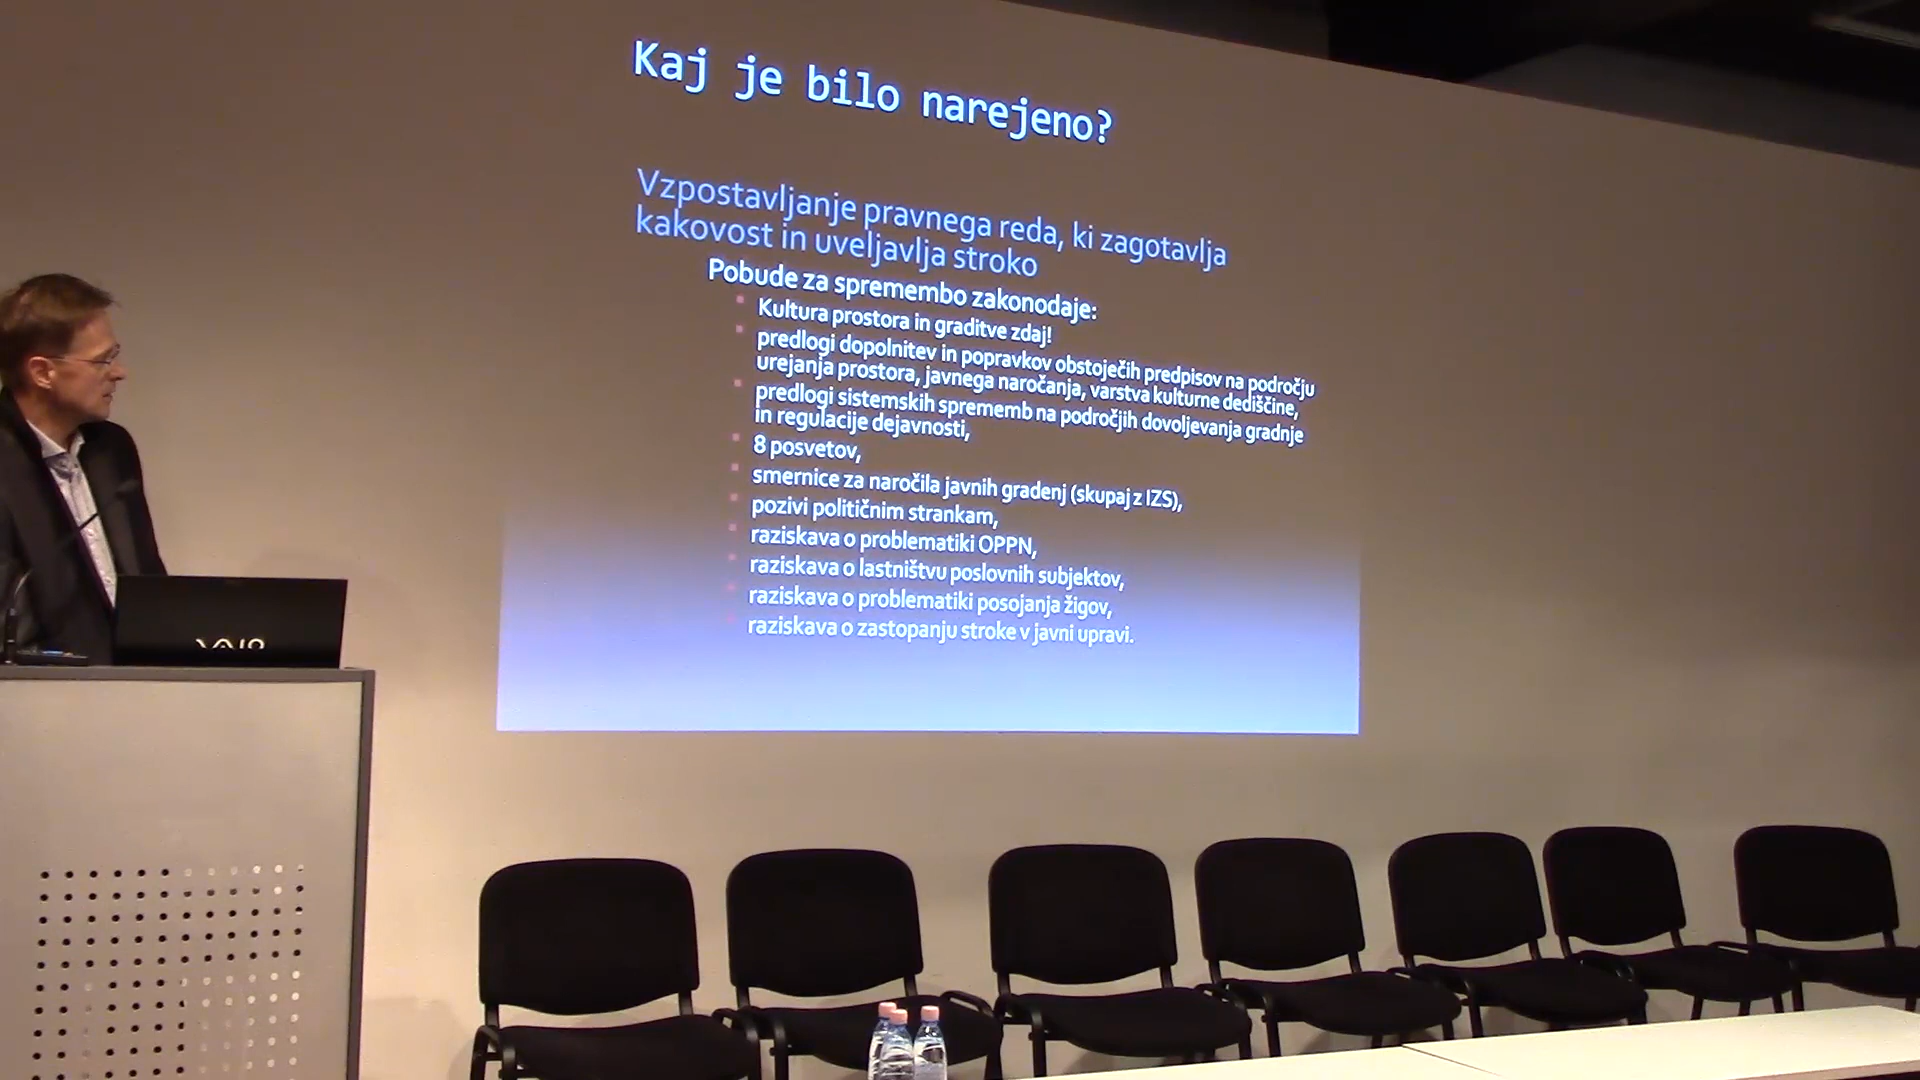 Kaj je bilo narejeno?
Vzpostavljanje pravnega reda, ki zagotavlja
kakovost in uveljavlja stroko
Pobude za spremembo zakonodaje:
Kultura prostora in graditve zdaj!
predlogi dopolnitev in popravkov obstoječih predpisov na področju
urejanja prostora, javnega naročanja, varstva kulturne dediščine,
predlogi sistemskih sprememb na področjih dovoljevanja gradnje
in regulacije dejavnosti,
8 posvetov,
smernice za naročila javnih gradenj (skupaj z IZS),
pozivi političnim strankam,
raziskava o problematiki OPPN,
raziskava o lastništvu poslovnih subjektov,
raziskava o problematiki posojanja žigov,
raziskava o zastopanju stroke v javni upravi.
VAIO